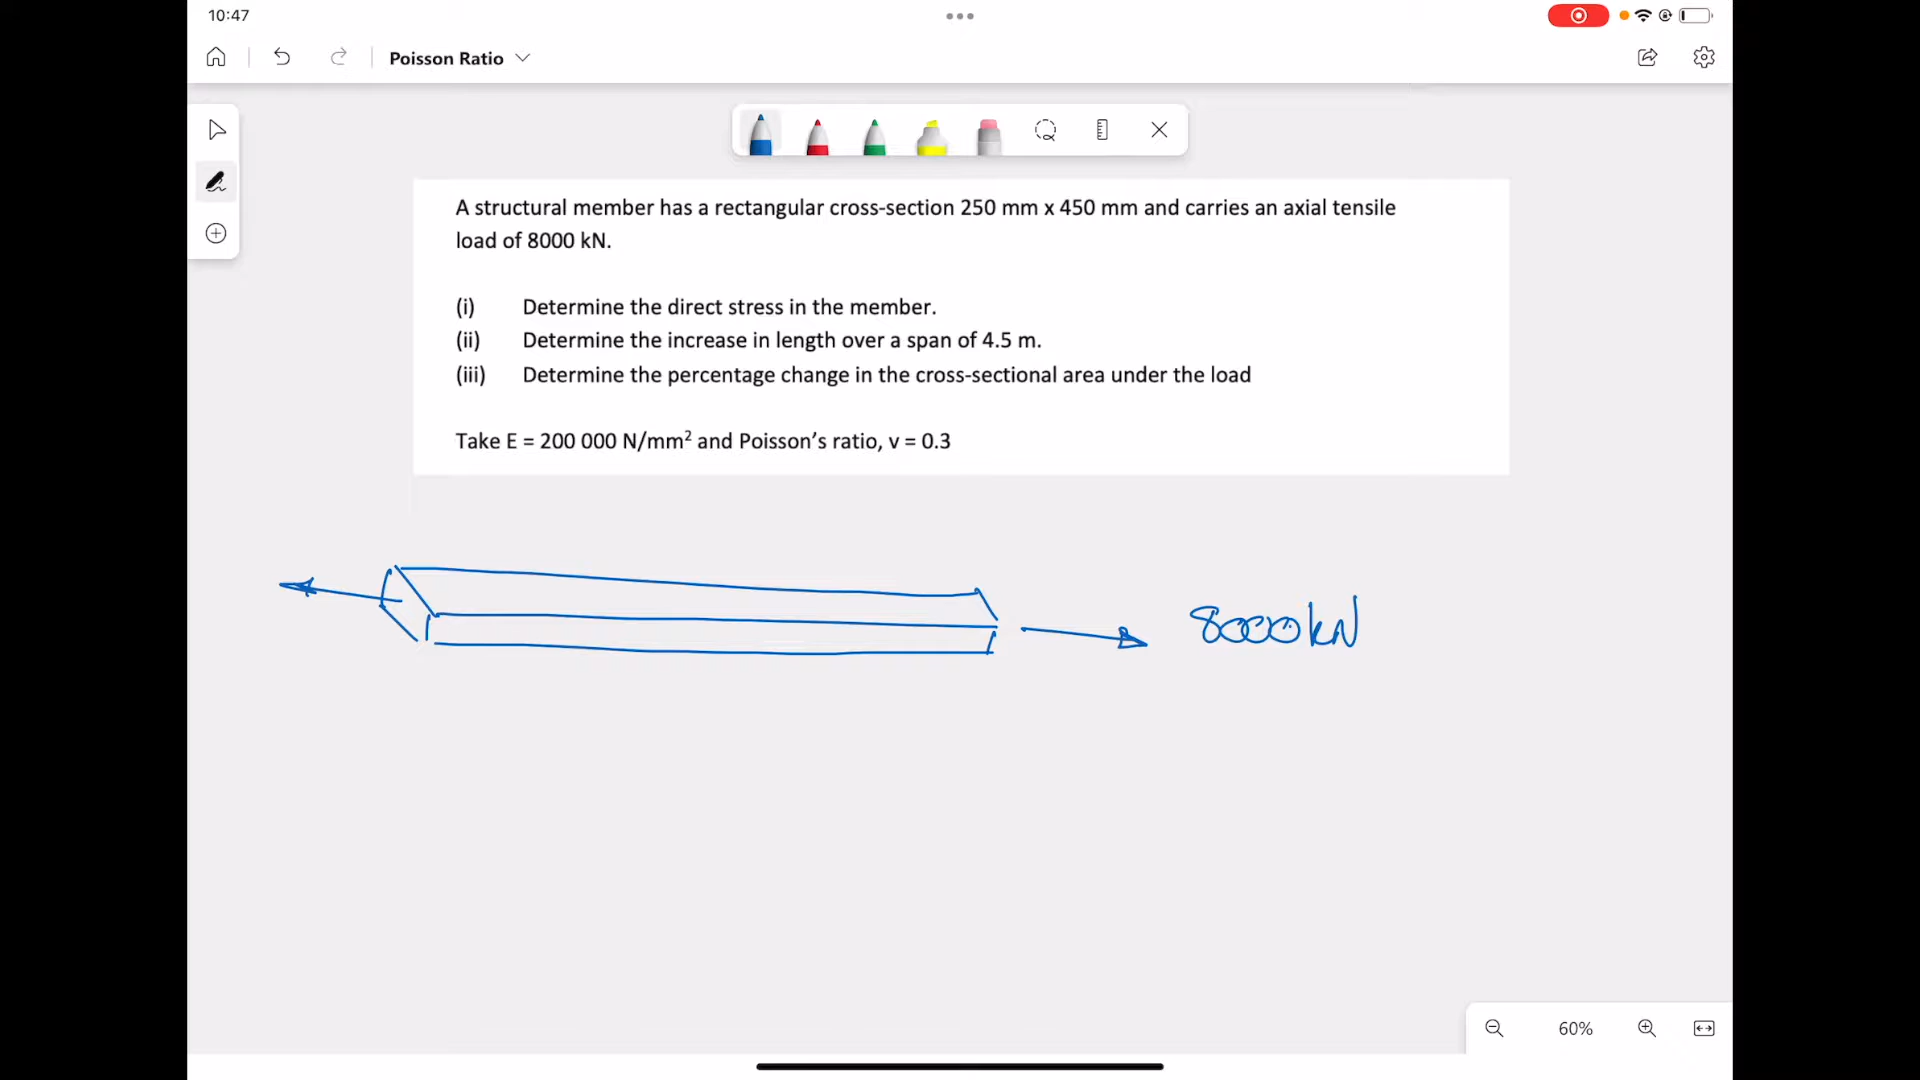 10:47
Poisson Ratio
A structural member has a rectangular cross-section 250 mm x 450 mm and carries an axial tensile
load of 8000 kN.
(i) Determine the direct stress in the member.
(ii) Determine the increase in length over a span of 4.5 m.
(iii) Determine the percentage change in the cross-sectional area under the load
Take E = 200 000 N/mm² and Poisson’s ratio, v = 0.3
8000kN
60%